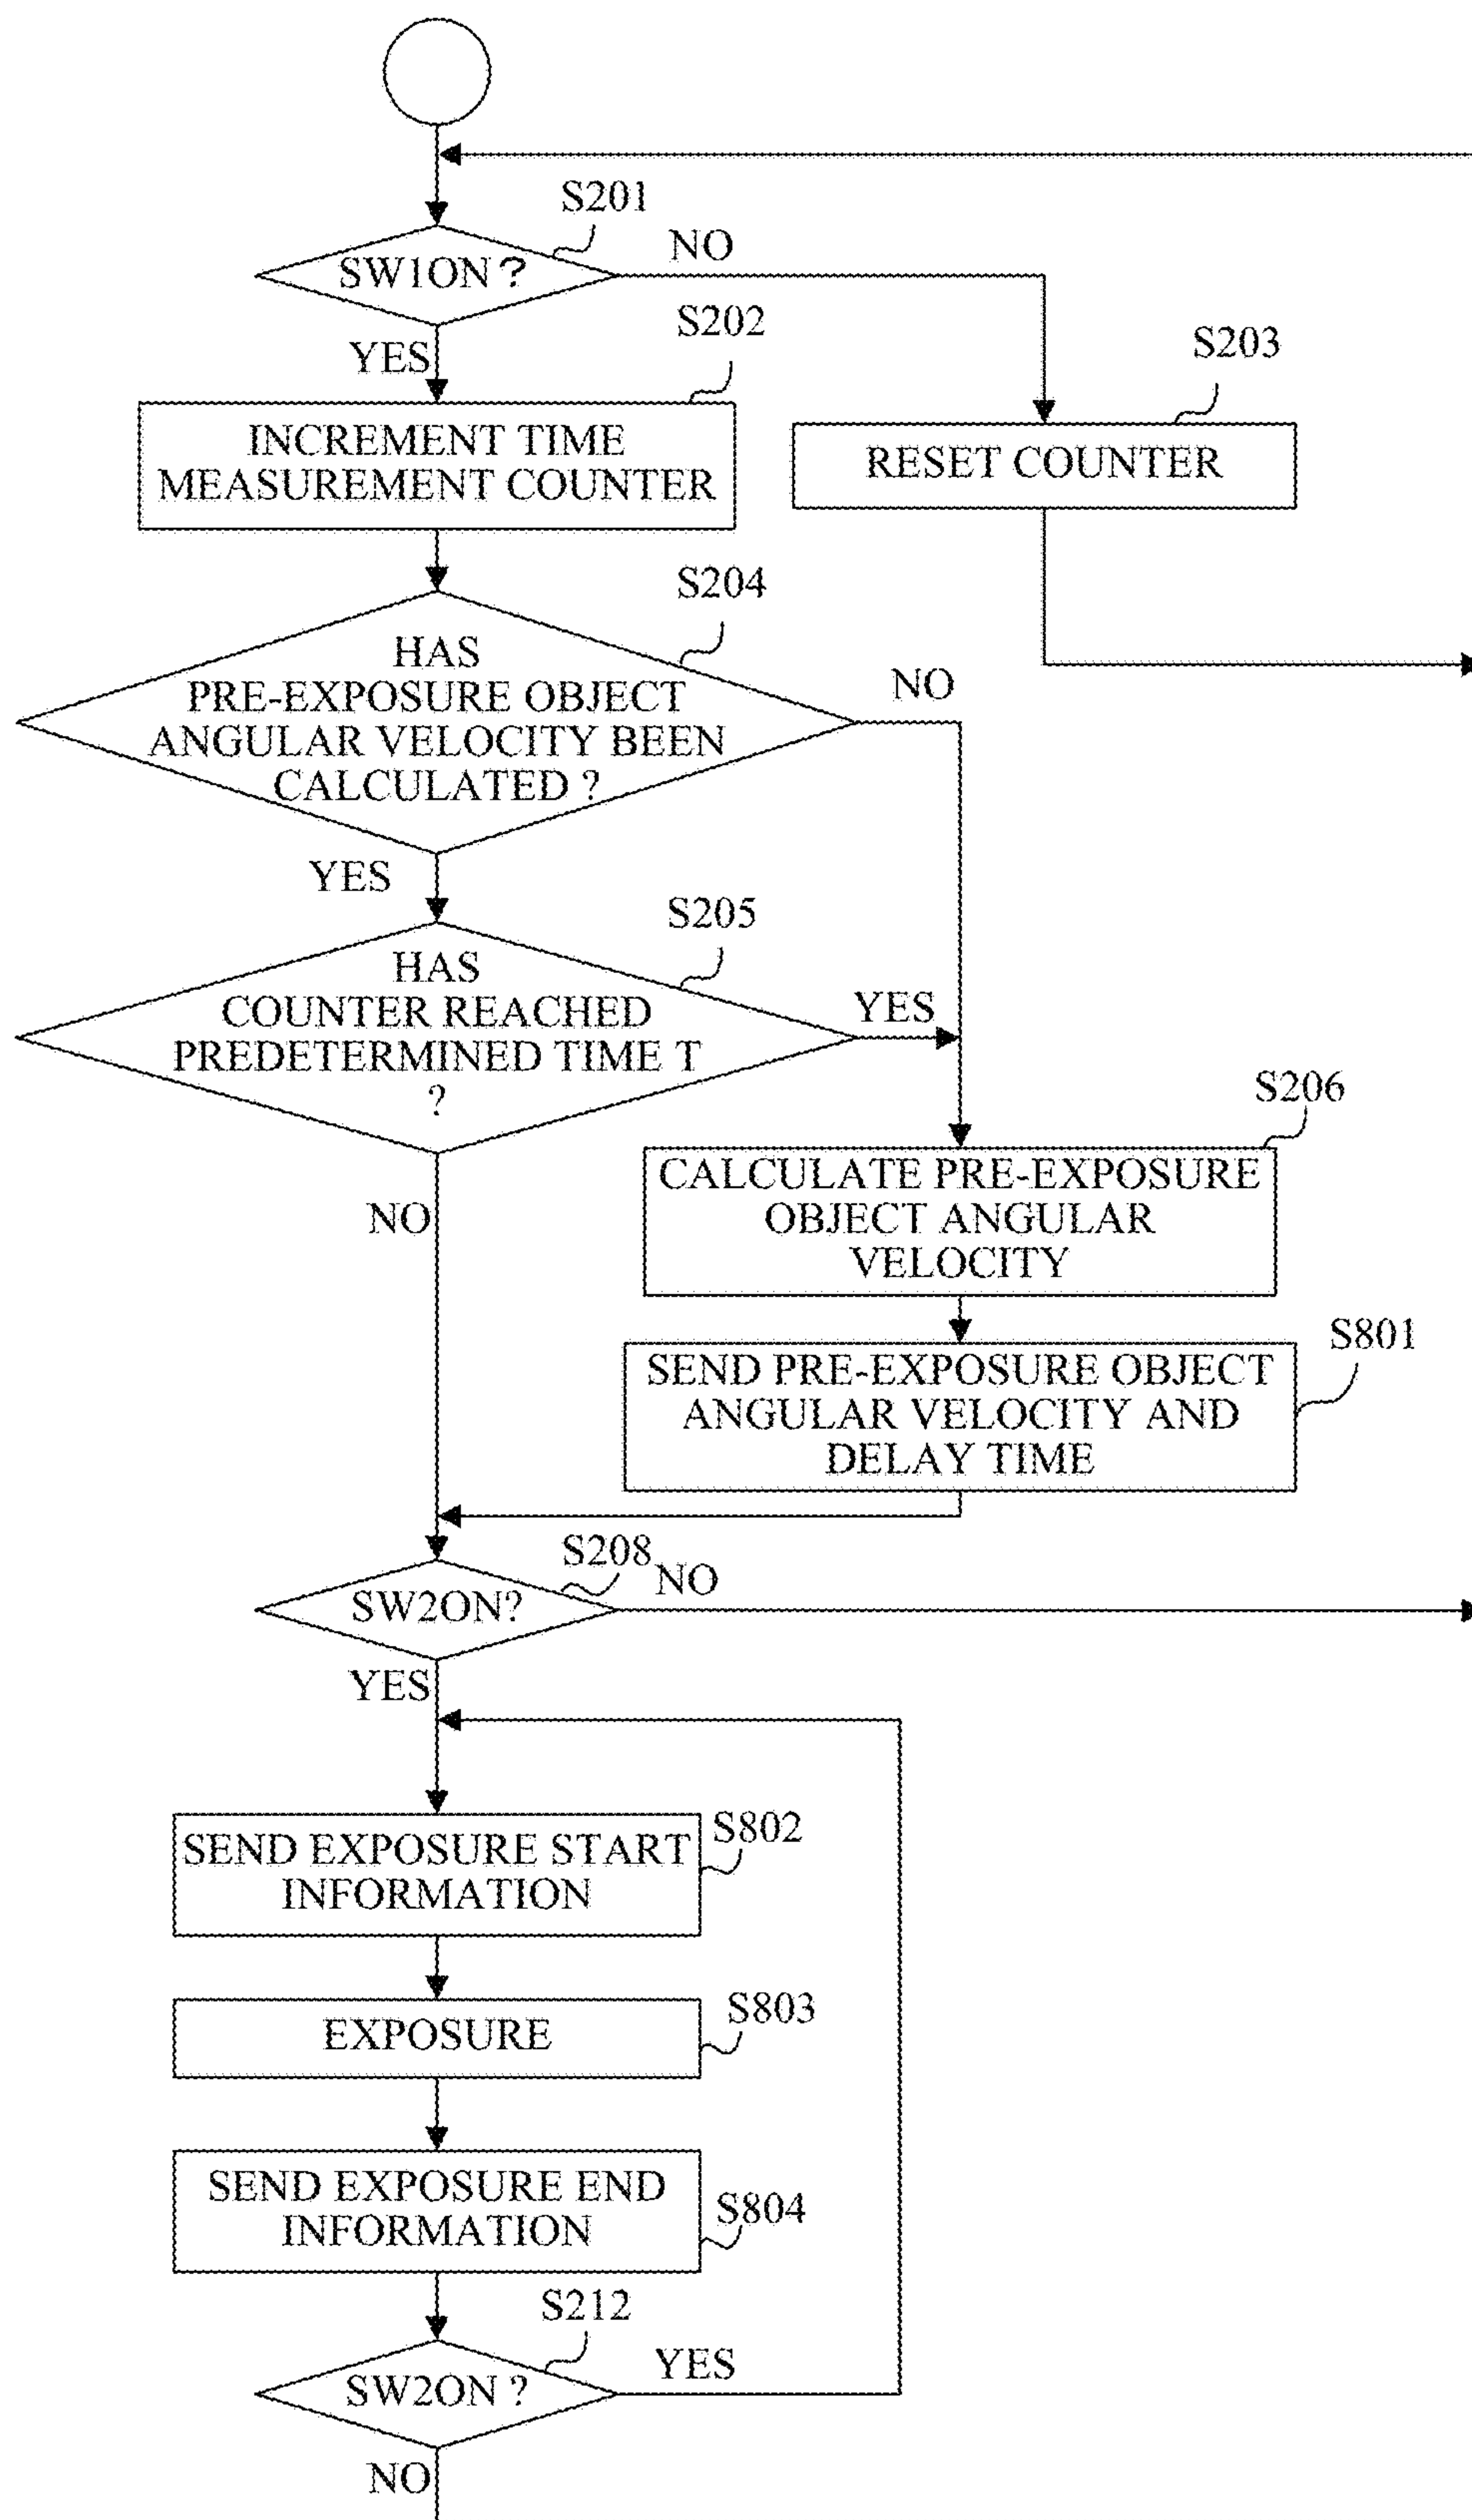 S201
SW1ON?
NO
YES
S202
INCREMENT TIME
MEASUREMENT COUNTER
S203
RESET COUNTER
S204
HAS
PRE-EXPOSURE OBJECT
ANGULAR VELOCITY BEEN
CALCULATED ?
NO
YES
S205
HAS
COUNTER REACHED
PREDETERMINED TIME T
?
YES
NO
S206
CALCULATE PRE-EXPOSURE
OBJECT ANGULAR
VELOCITY
S801
SEND PRE-EXPOSURE OBJECT
ANGULAR VELOCITY AND
DELAY TIME
S208
SW2ON?
NO
YES
S802
SEND EXPOSURE START
INFORMATION
S803
EXPOSURE
S804
SEND EXPOSURE END
INFORMATION
S212
SW2ON ?
YES
NO